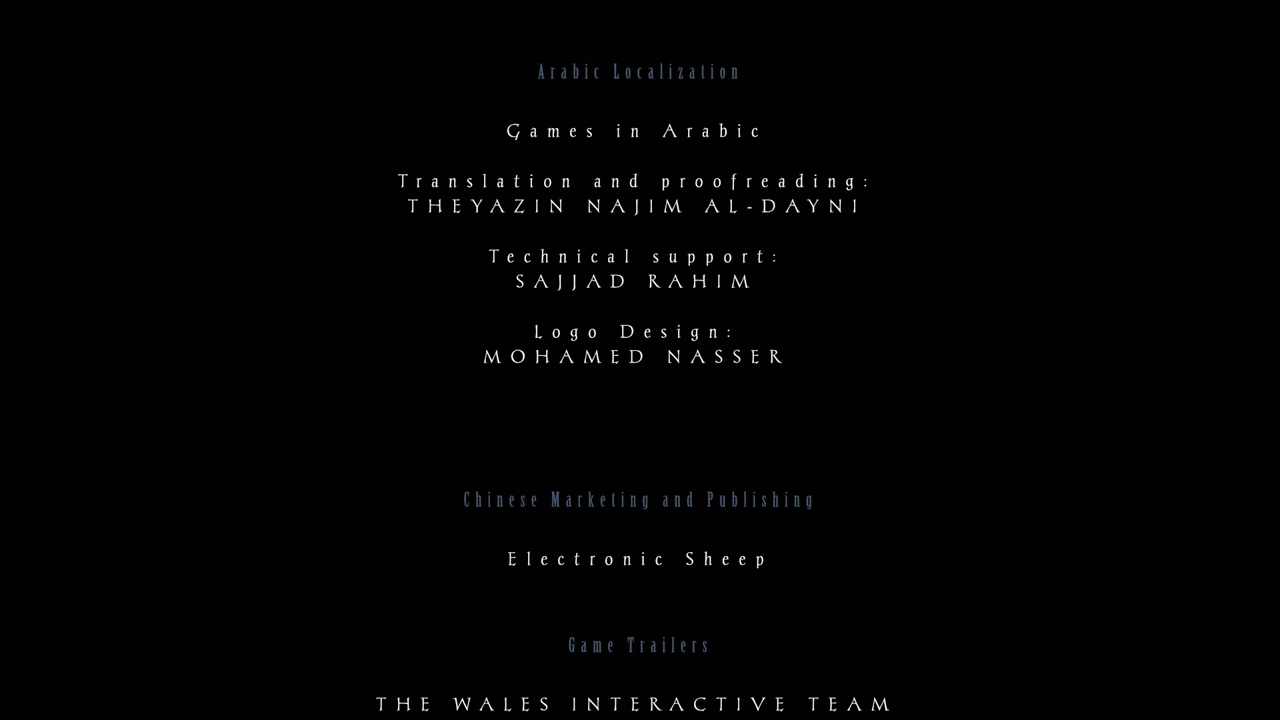 Arabic Localization
Games in Arabic
Translation and proofreading:
THEYAZIN NAJIM AL-DAYNI
Technical support:
SAJJAD RAHIM
Logo Design:
MOHAMED NASSER
Chinese Marketing and Publishing
Electronic Sheep
Game Trailers
THE WALES INTERACTIVE TEAM